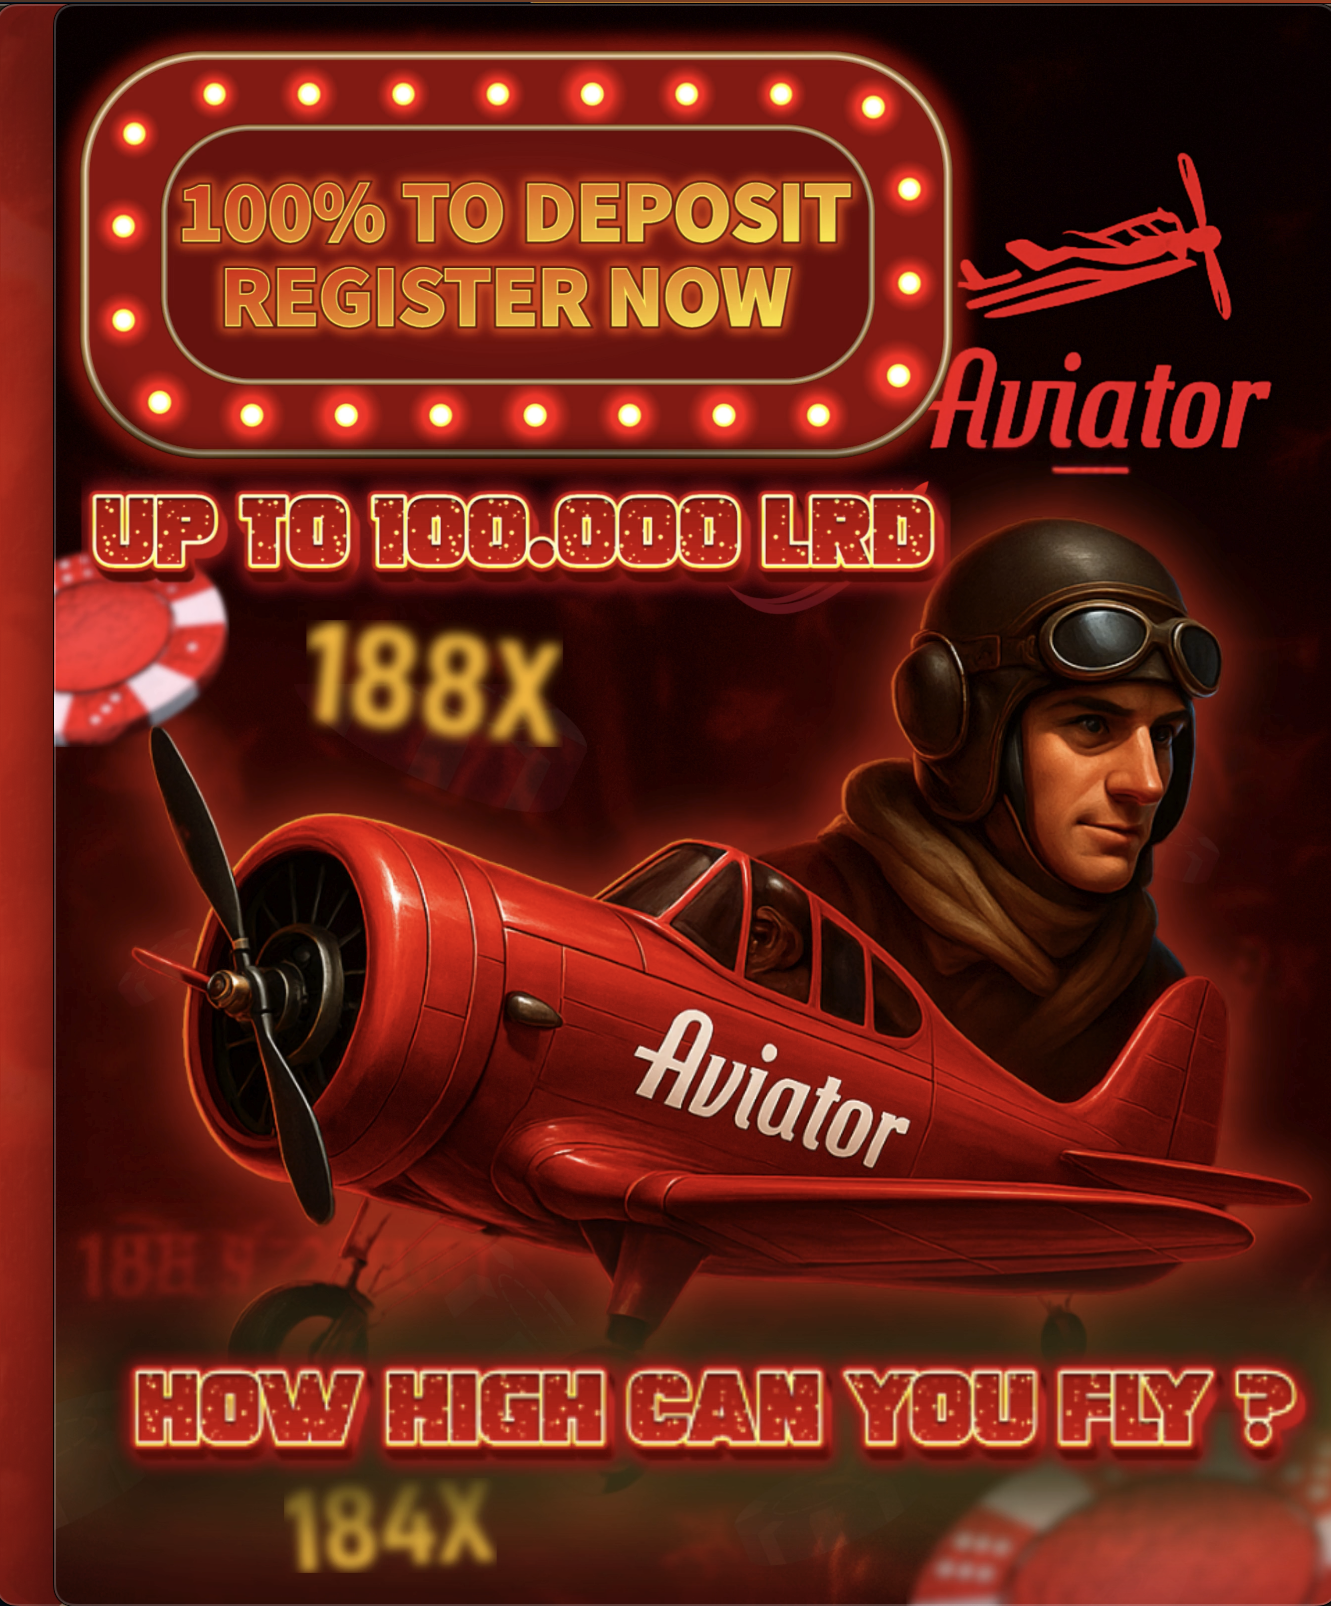 100% TO DEPOSIT
REGISTER NOW
Aviator
UP TO 100.000 LRD
188X
Aviator
HOW HIGH CAN YOU FLY ?
184X